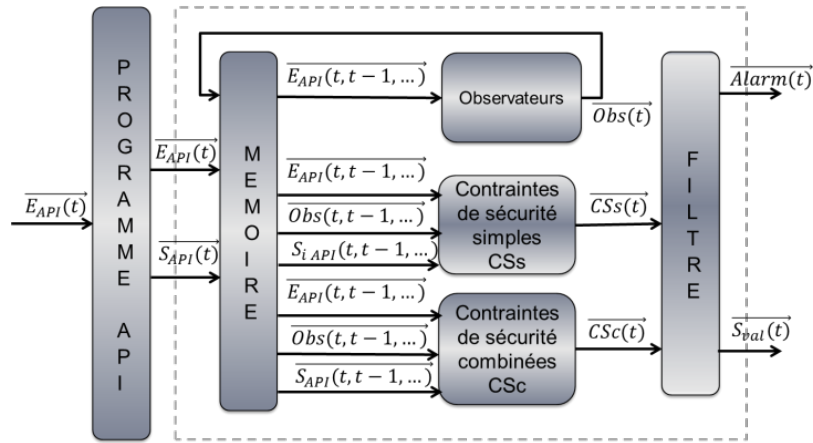 E_API(t)
PROGRAMME API
E_API(t)
S_API(t)
MEMOIRE
E_API(t, t − 1, …)
Observateurs
Obs(t)
E_API(t, t − 1, …)
Obs(t, t − 1, …)
S_i API(t, t − 1, …)
Contraintes
de sécurité
simples
CSs
CSs(t)
E_API(t, t − 1, …)
Obs(t, t − 1, …)
S_API(t, t − 1, …)
Contraintes
de sécurité
combinées
CSc
CSc(t)
FILTRE
Alarm(t)
S_val(t)